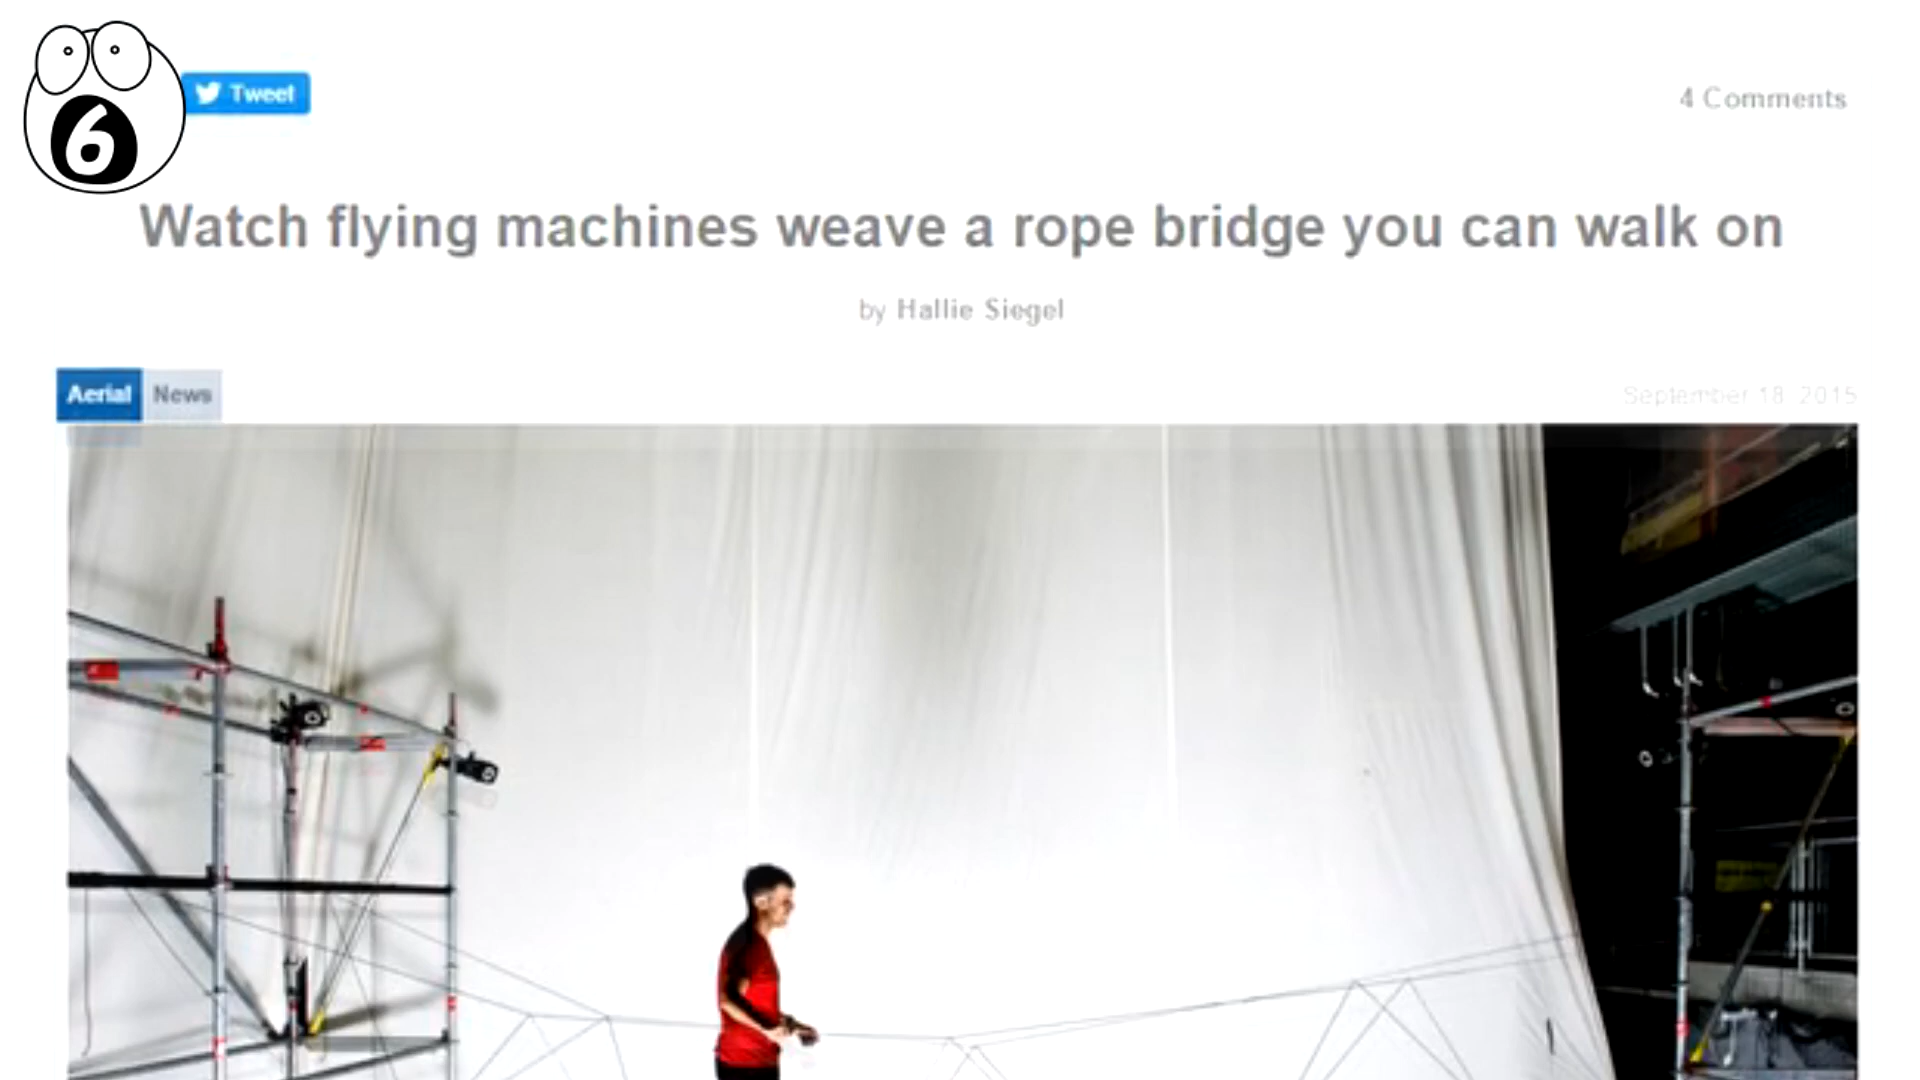 6
Tweet
4 Comments
Watch flying machines weave a rope bridge you can walk on
by Hallie Siegel
Aerial News
September 18 2015